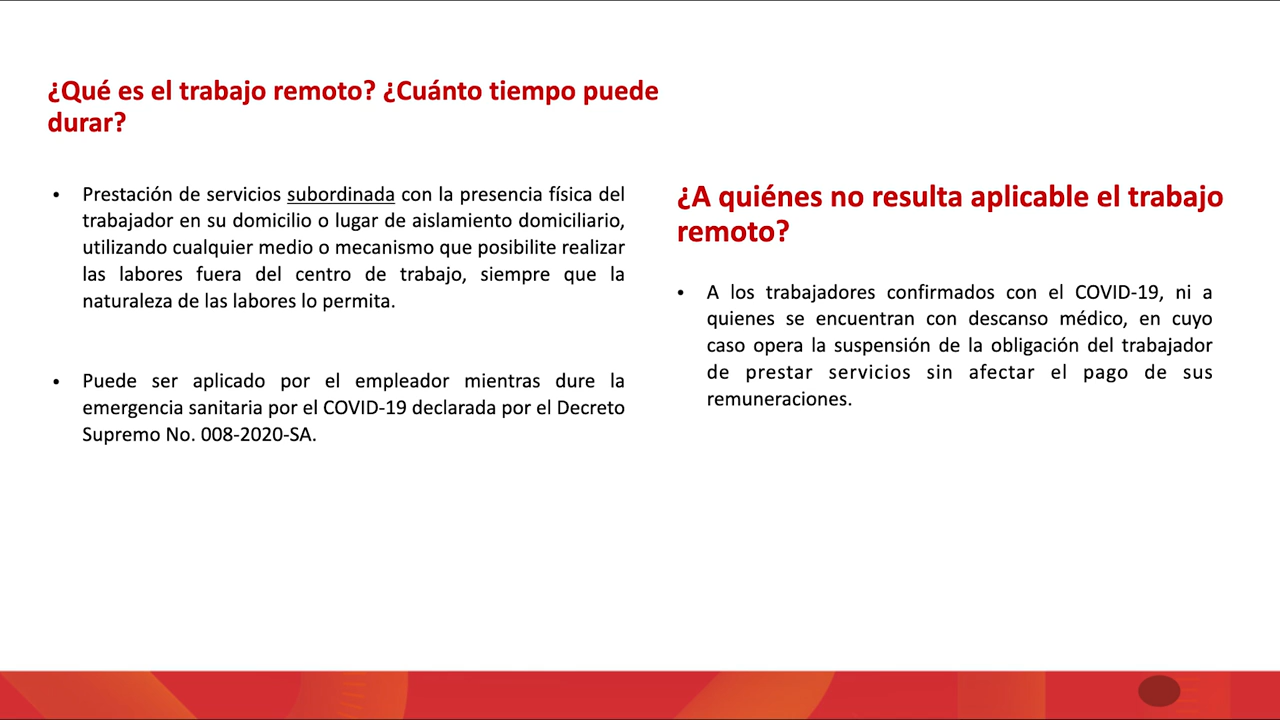 ¿Qué es el trabajo remoto? ¿Cuánto tiempo puede
durar?
• Prestación de servicios subordinada con la presencia física del
trabajador en su domicilio o lugar de aislamiento domiciliario,
utilizando cualquier medio o mecanismo que posibilite realizar
las labores fuera del centro de trabajo, siempre que la
naturaleza de las labores lo permita.
• Puede ser aplicado por el empleador mientras dure la
emergencia sanitaria por el COVID-19 declarada por el Decreto
Supremo No. 008-2020-SA.
¿A quiénes no resulta aplicable el trabajo
remoto?
• A los trabajadores confirmados con el COVID-19, ni a
quienes se encuentran con descanso médico, en cuyo
caso opera la suspensión de la obligación del trabajador
de prestar servicios sin afectar el pago de sus
remuneraciones.